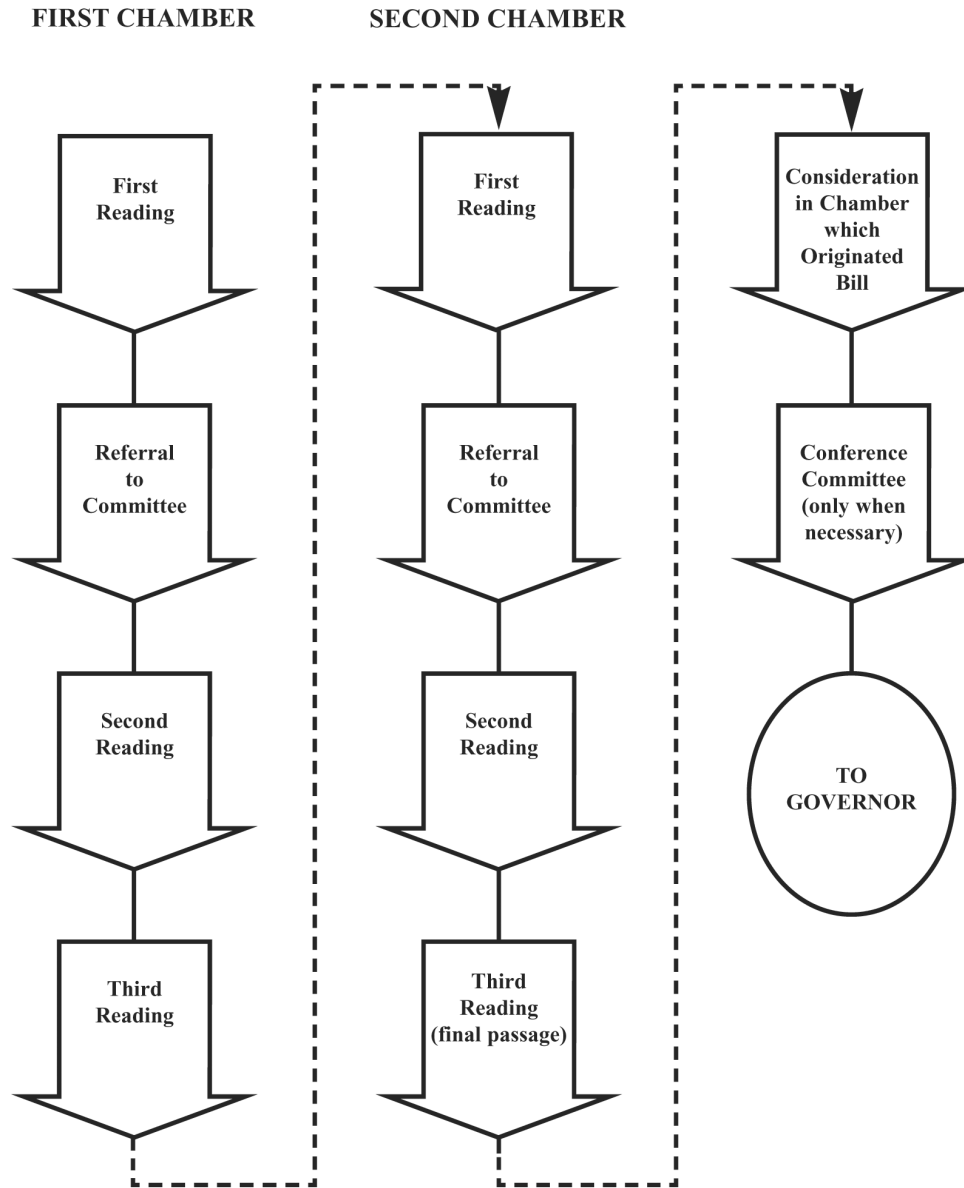 FIRST CHAMBER
First
Reading
Referral
to
Committee
Second
Reading
Third
Reading
SECOND CHAMBER
First
Reading
Referral
to
Committee
Second
Reading
Third
Reading
(final passage)
Consideration
in Chamber
which
Originated
Bill
Conference
Committee
(only when
necessary)
TO
GOVERNOR